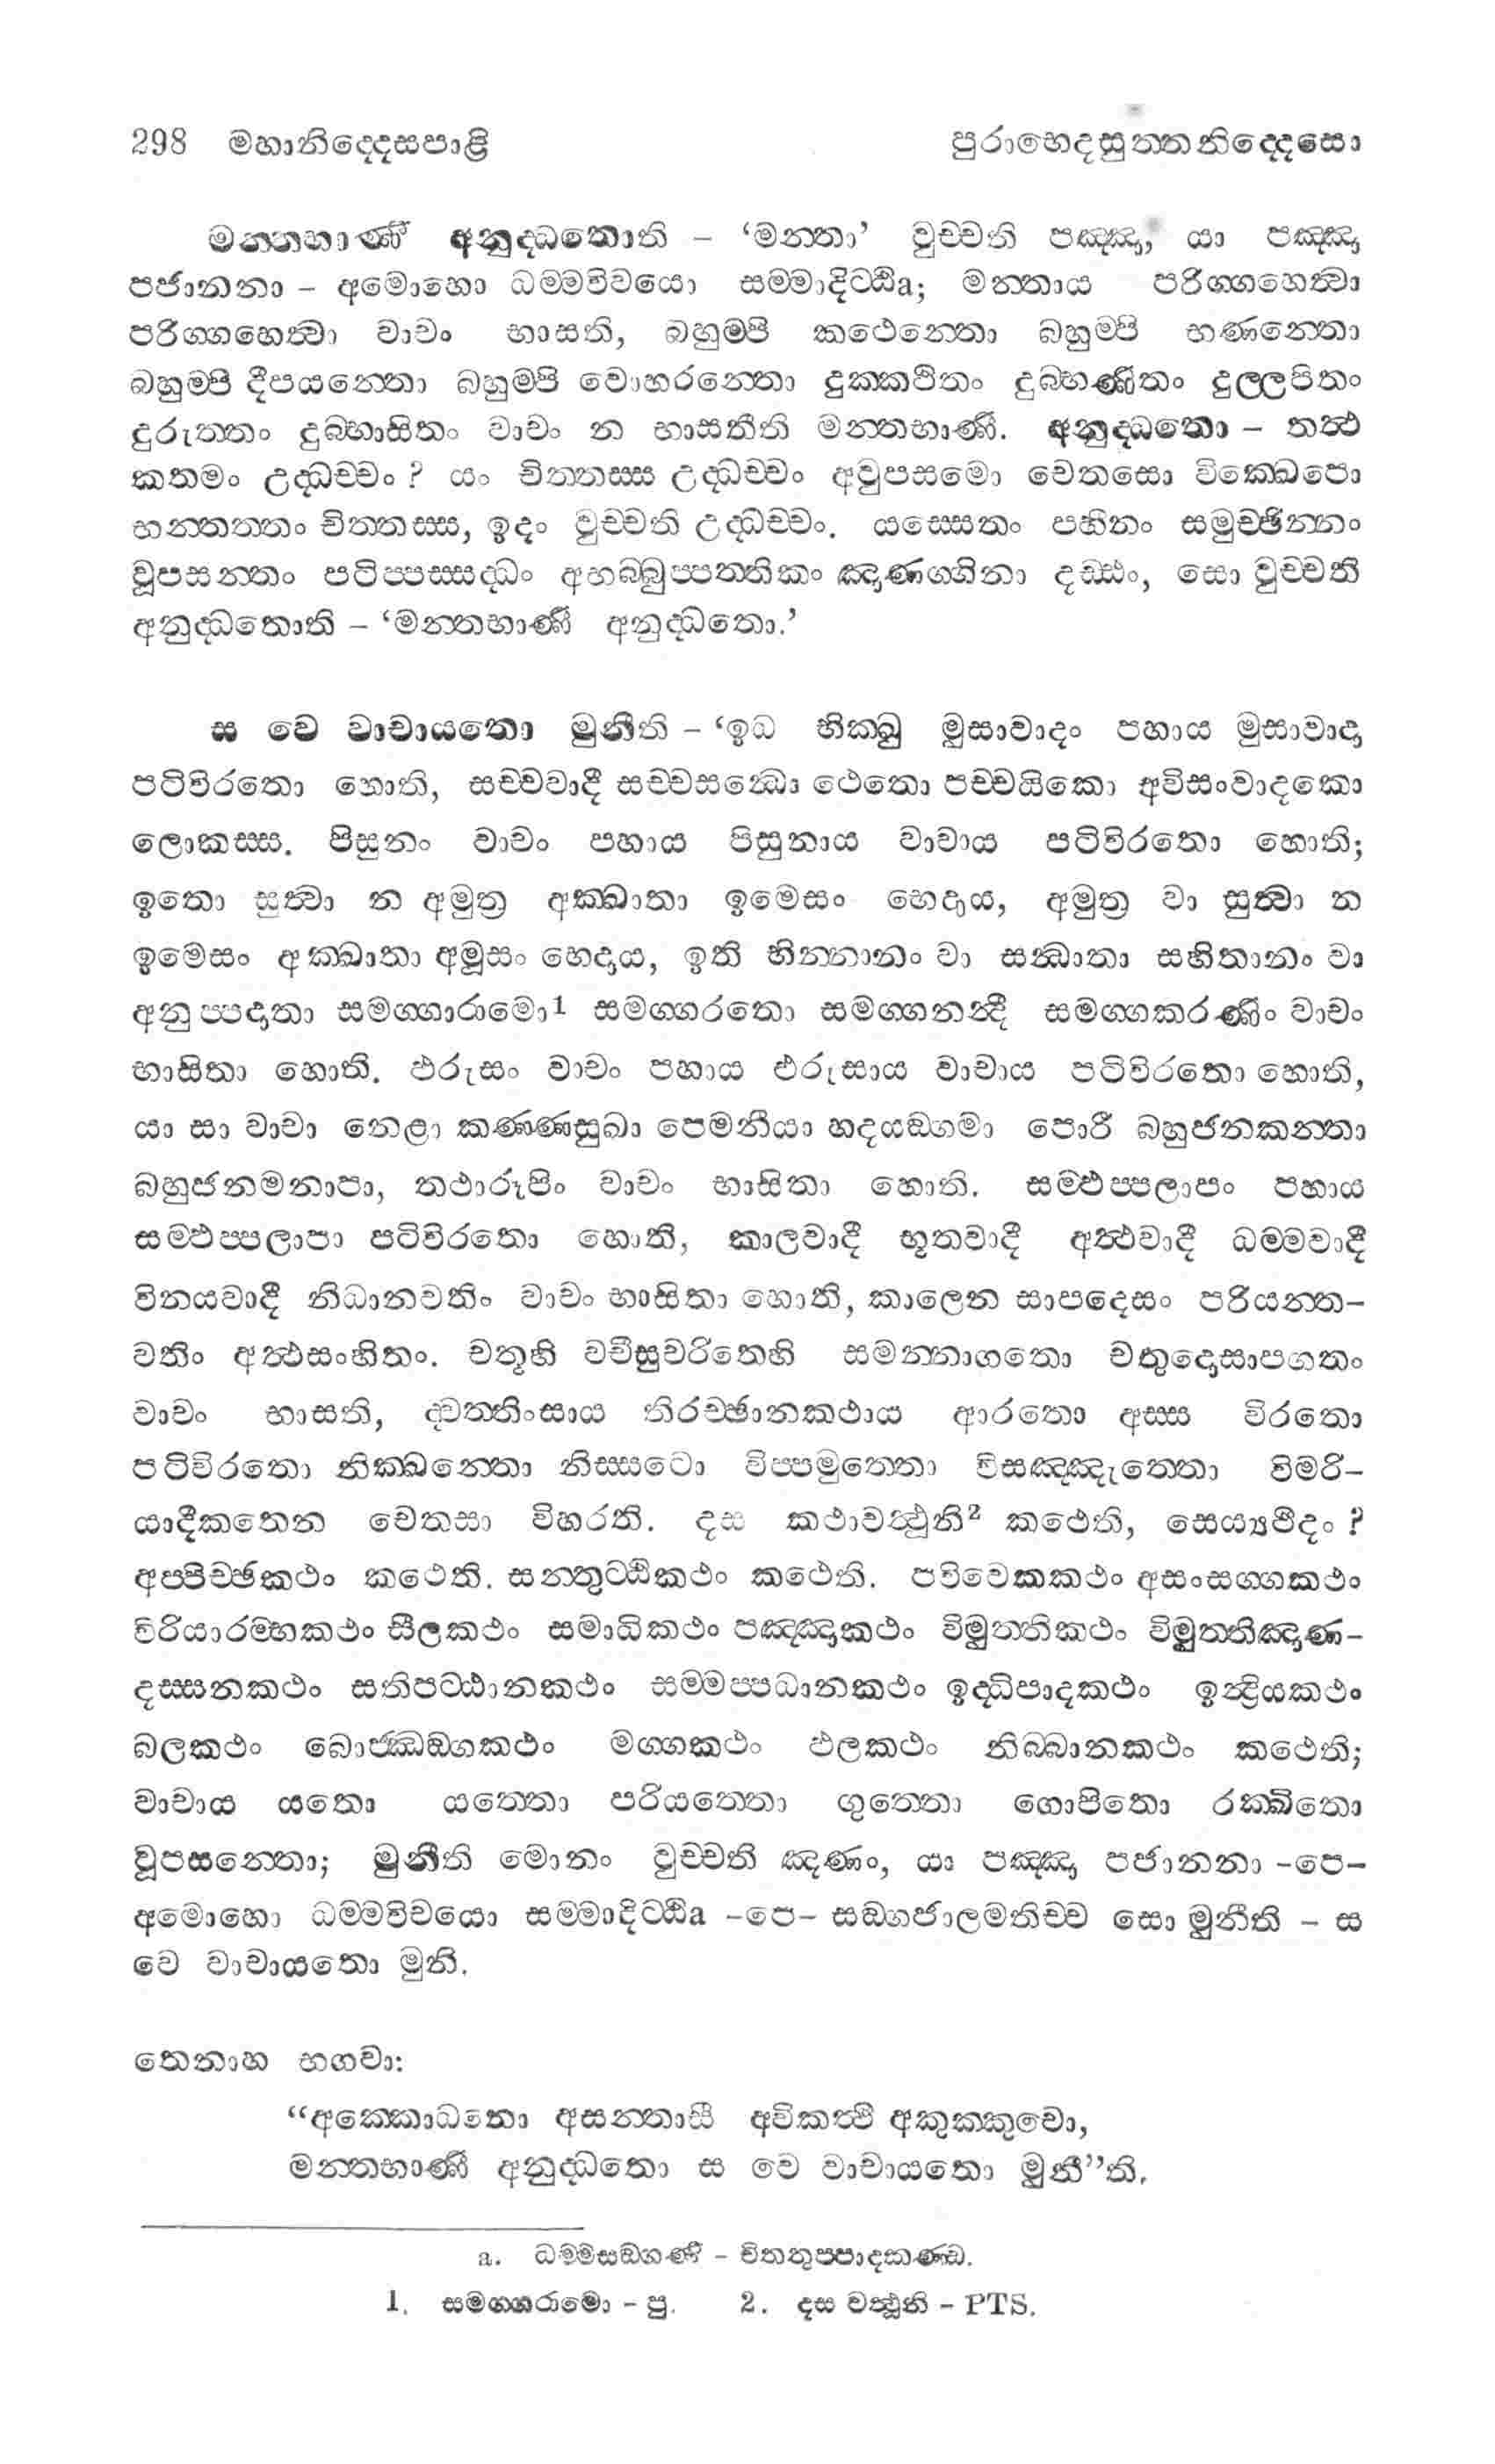 298 මහානිද්දෙසපාළි පුරාභෙදසුත්තනිද්දෙසො
මන්තභාණී අනුද්ධතොති – ‘මන්තා’ වුච්චති පඤ්ඤා, යා පඤ්ඤා
පජානනා – අමොහො ධම්මවිචයො සම්මාදිට්ඨිa; මන්තාය පරිග්ගහෙත්වා
පරිග්ගහෙත්වා වාචං භාසති, බහුම්පි කථෙන්තො බහුම්පි භණන්තො
බහුම්පි දීපයන්තො බහුම්පි වොහරන්තො දුක්කථිතං දුබ්භණිතං දුල්ලපිතං
දුරුත්තං දුබ්භාසිතං වාචං න භාසතීති මන්තභාණී. අනුද්ධතො – තත්ථ
කතමං උද්ධච්චං ? යං චිත්තස්ස උද්ධච්චං අවුපසමො චෙතසො වික්ඛෙපො
භන්තත්තං චිත්තස්ස, ඉදං වුච්චති උද්ධච්චං. යස්සෙතං පහීනං සමුච්ඡින්නං
වූපසන්තං පටිප්පස්සද්ධං අභබ්බුප්පත්තිකං ඤාණග්ගිනා දඩ්ඪං, සො වුච්චති
අනුද්ධතොති – ‘මන්තභාණී අනුද්ධතො.’
ස වෙ වාචායතො මුනීති – ‘ඉධ භික්ඛු මුසාවාදං පහාය මුසාවාදා
පටිවිරතො හොති, සච්චවාදී සච්චසන්ධො ථෙතො පච්චයිකො අවිසංවාදකො
ලොකස්ස. පිසුනං වාචං පහාය පිසුනාය වාචාය පටිවිරතො හොති;
ඉතො සුත්වා න අමුත්‍ර අක්ඛාතා ඉමෙසං භෙදාය, අමුත්‍ර වා සුත්වා න
ඉමෙසං අක්ඛාතා අමූසං භෙදාය, ඉති භින්නානං වා සන්ධාතා සහිතානං වා
අනුප්පදාතා සමග්ගාරාමො1 සමග්ගරතො සමග්ගනන්දී සමග්ගකරණිං වාචං
භාසිතා හොති. ඵරුසං වාචං පහාය ඵරුසාය වාචාය පටිවිරතො හොති,
යා සා වාචා නෙළා කණ්ණසුඛා පෙමනීයා හදයඞ්ගමා පොරී බහුජනකන්තා
බහුජනමනාපා, තථාරූපිං වාචං භාසිතා හොති. සම්ඵප්පලාපං පහාය
සම්ඵප්පලාපා පටිවිරතො හොති, කාලවාදී භූතවාදී අත්ථවාදී ධම්මවාදී
විනයවාදී නිධානවතිං වාචං භාසිතා හොති, කාලෙන සාපදෙසං පරියන්ත-
වතිං අත්ථසංහිතං. චතූහි වචීසුචරිතෙහි සමන්නාගතො චතුදොසාපගතං
වාචං භාසති, ද්වත්තිංසාය තිරච්ඡානකථාය ආරතො අස්ස විරතො
පටිවිරතො නික්ඛන්තො නිස්සටො විප්පමුත්තො විසඤ්ඤුත්තො විමරි-
යාදීකතෙන චෙතසා විහරති. දස කථාවත්ථූනි2 කථෙති, සෙය්‍යථීදං ?
අප්පිච්ඡකථං කථෙති. සන්තුට්ඨිකථං කථෙති. පවිවෙකකථං අසංසග්ගකථං
විරියාරම්භකථං සීලකථං සමාධිකථං පඤ්ඤාකථං විමුත්තිකථං විමුත්තිඤාණ-
දස්සනකථං සතිපට්ඨානකථං සම්මප්පධානකථං ඉද්ධිපාදකථං ඉන්ද්‍රියකථං
බලකථං බොජ්ඣඞ්ගකථං මග්ගකථං ඵලකථං නිබ්බානකථං කථෙති;
වාචාය යතො යත්තො පරියත්තො ගුත්තො ගොපිතො රක්ඛිතො
වූපසන්තො; මුනීති මොනං වුච්චති ඤාණං, යා පඤ්ඤා පජානනා -පෙ-
අමොහො ධම්මවිචයො සම්මාදිට්ඨිa -පෙ- සඞ්ගජාලමතිච්ච සො මුනීති – ස
වෙ වාචායතො මුනි.
තෙනාහ භගවා:
“අක්කොධනො අසන්තාසී අවිකත්ථී අකුක්කුචො,
මන්තභාණී අනුද්ධතො ස වෙ වාචායතො මුනී”ති.
a. ධම්මසඞ්ගණී – චිත්තුප්පාදකණ්ඩ.
1. සමග්ගරාමො – පු. 2. දස වත්ථූනි – PTS.